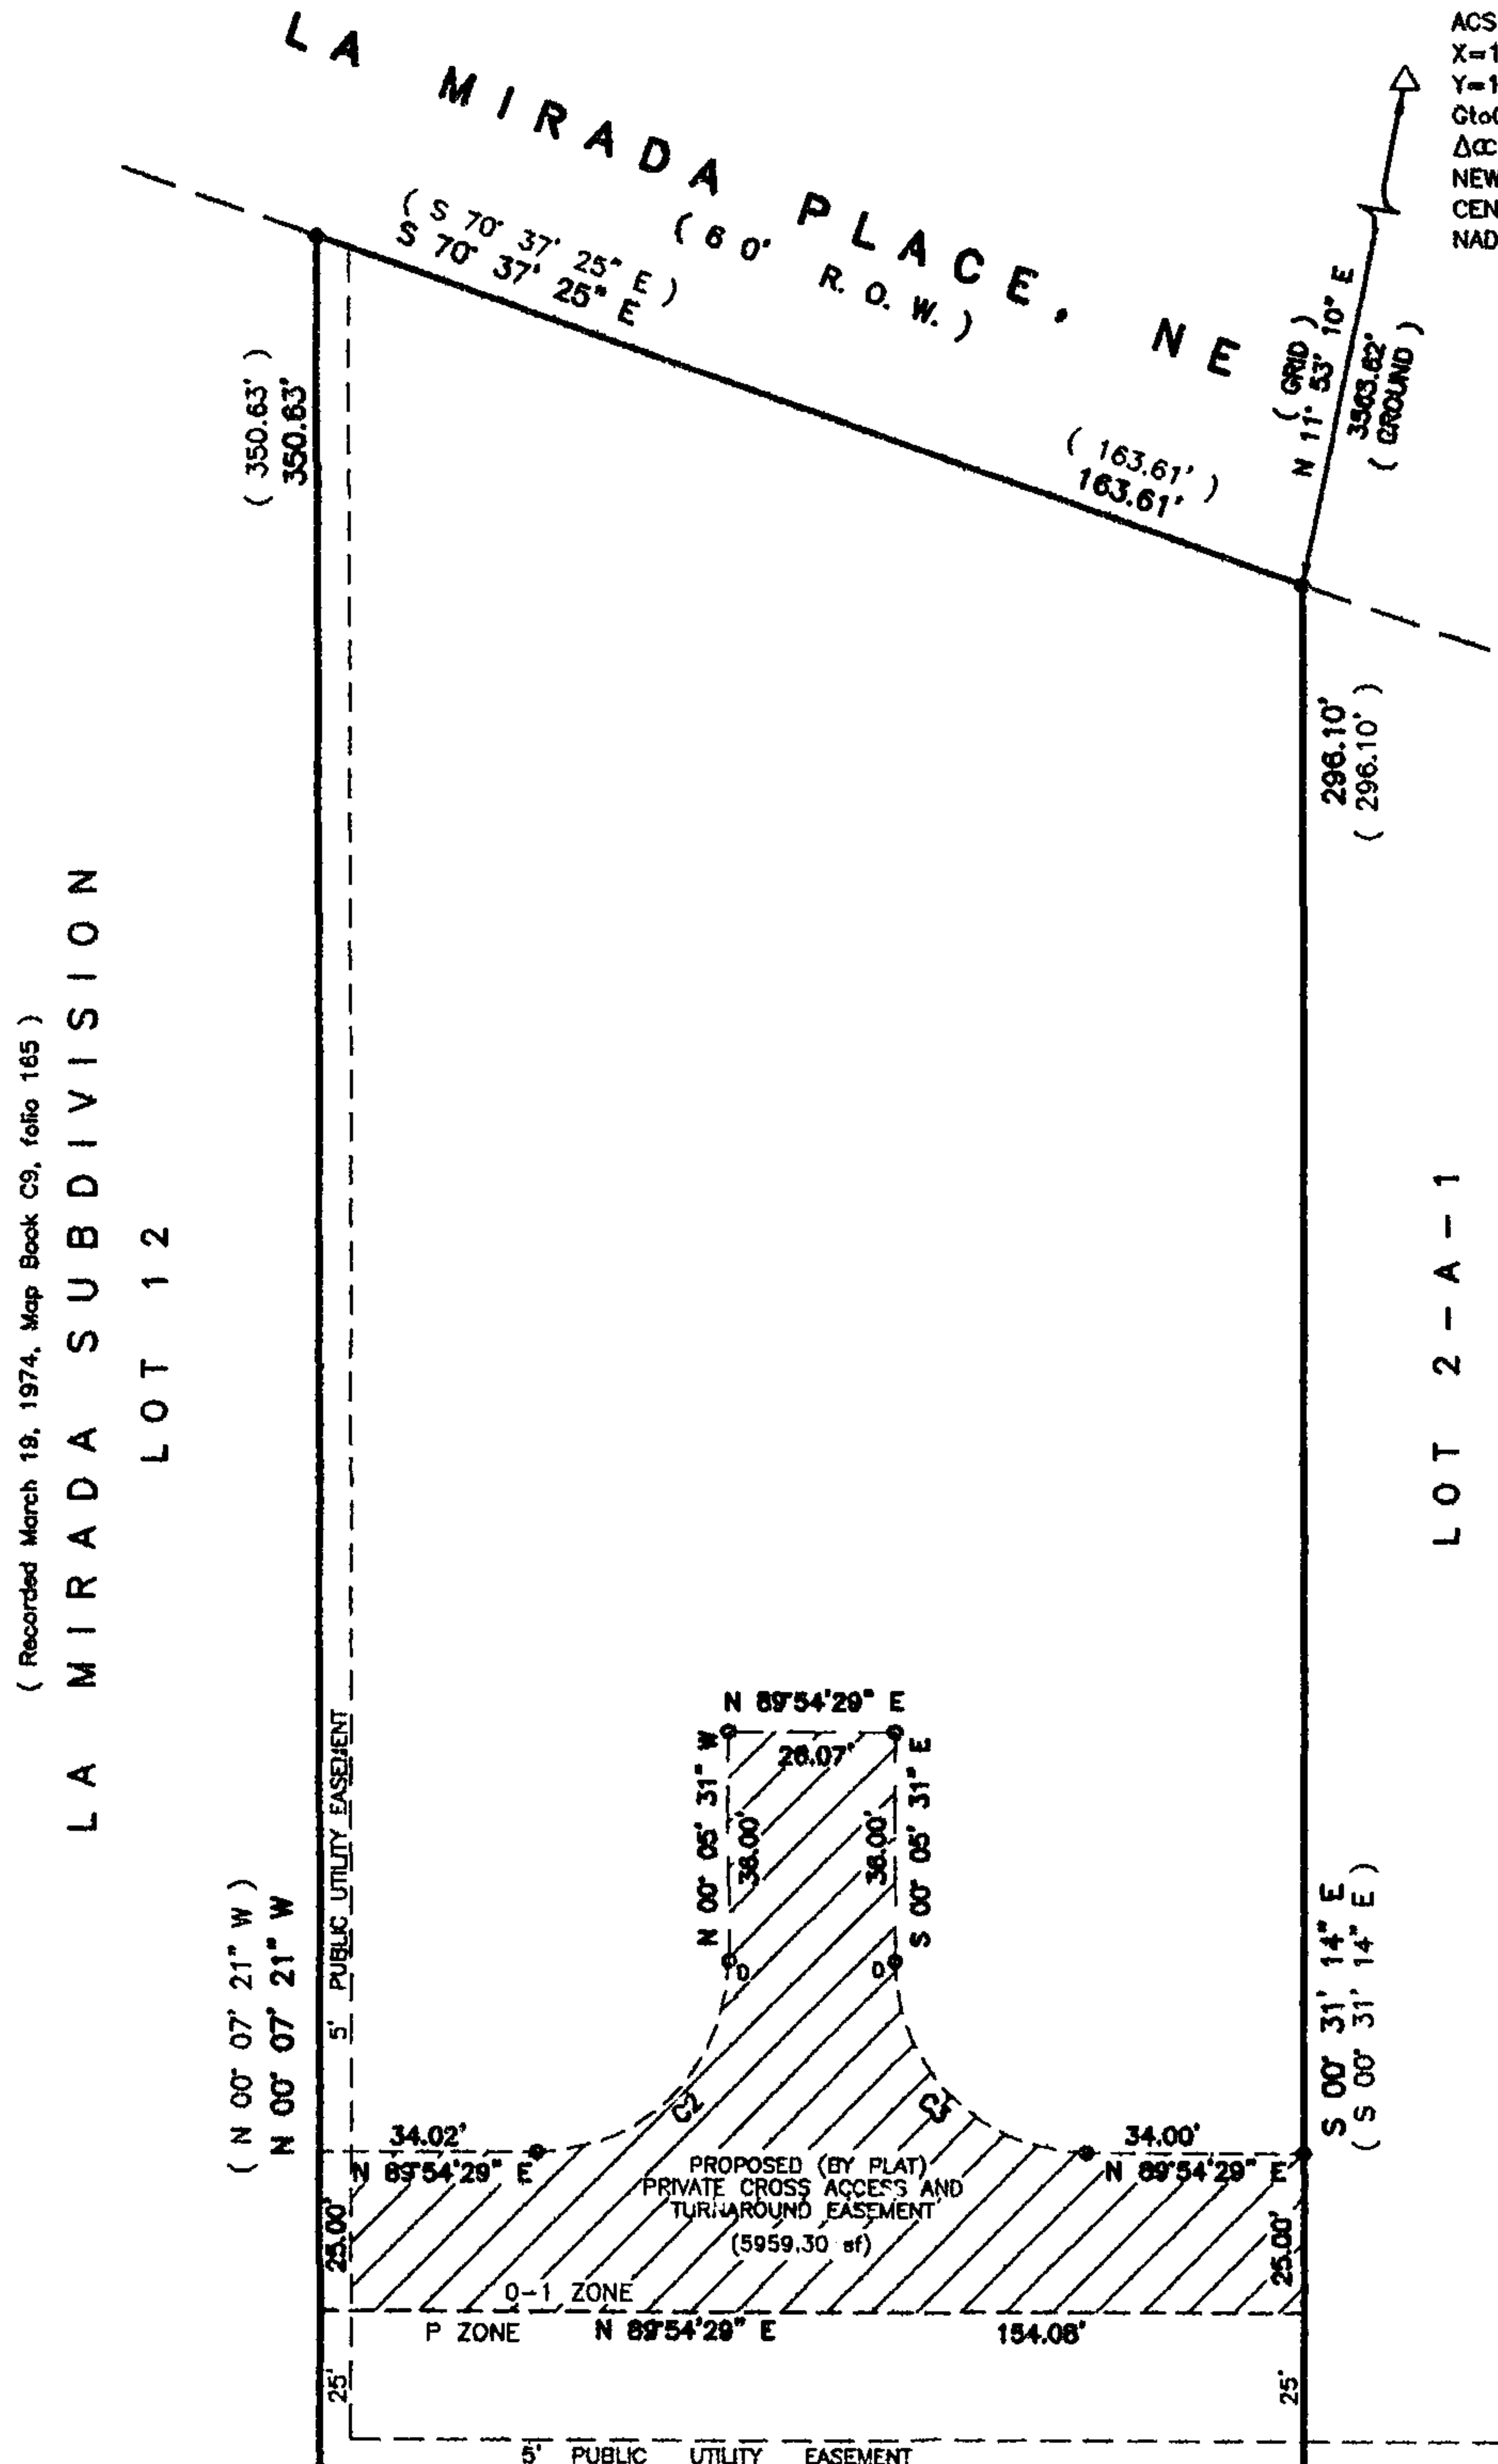 LA MIRADA PLACE, NE
( 60' R. O. W. )
( S 70° 37' 25" E )
S 70° 37' 25" E
( 163.61' )
163.61'
ACS
X=1
Y=1
NEW
CEN
NAD
( GRID )
N 11° 53' 10" E
3563.62'
( GROUND )
( 350.63' )
350.63'
296.10'
( 296.10' )
( Recorded March 19, 1974, Map Book C9, folio 165 )
LA MIRADA SUBDIVISION
LOT 12
LOT 2-A-1
N 89°54'29" E
26.07'
N 00° 05' 31" W
36.00'
36.00'
S 00° 05' 31" E
5' PUBLIC UTILITY EASEMENT
( N 00° 07' 21" W )
N 00° 07' 21" W
S 00° 31' 14" E
( S 00° 31' 14" E )
C2
34.02'
N 89°54'29" E
34.00'
N 89°54'29" E
25.00'
25.00'
PROPOSED (BY PLAT)
PRIVATE CROSS ACCESS AND
TURNAROUND EASEMENT
(5959.30 sf)
O-1 ZONE
P ZONE
N 89°54'29" E
154.08'
25'
25'
5' PUBLIC UTILITY EASEMENT